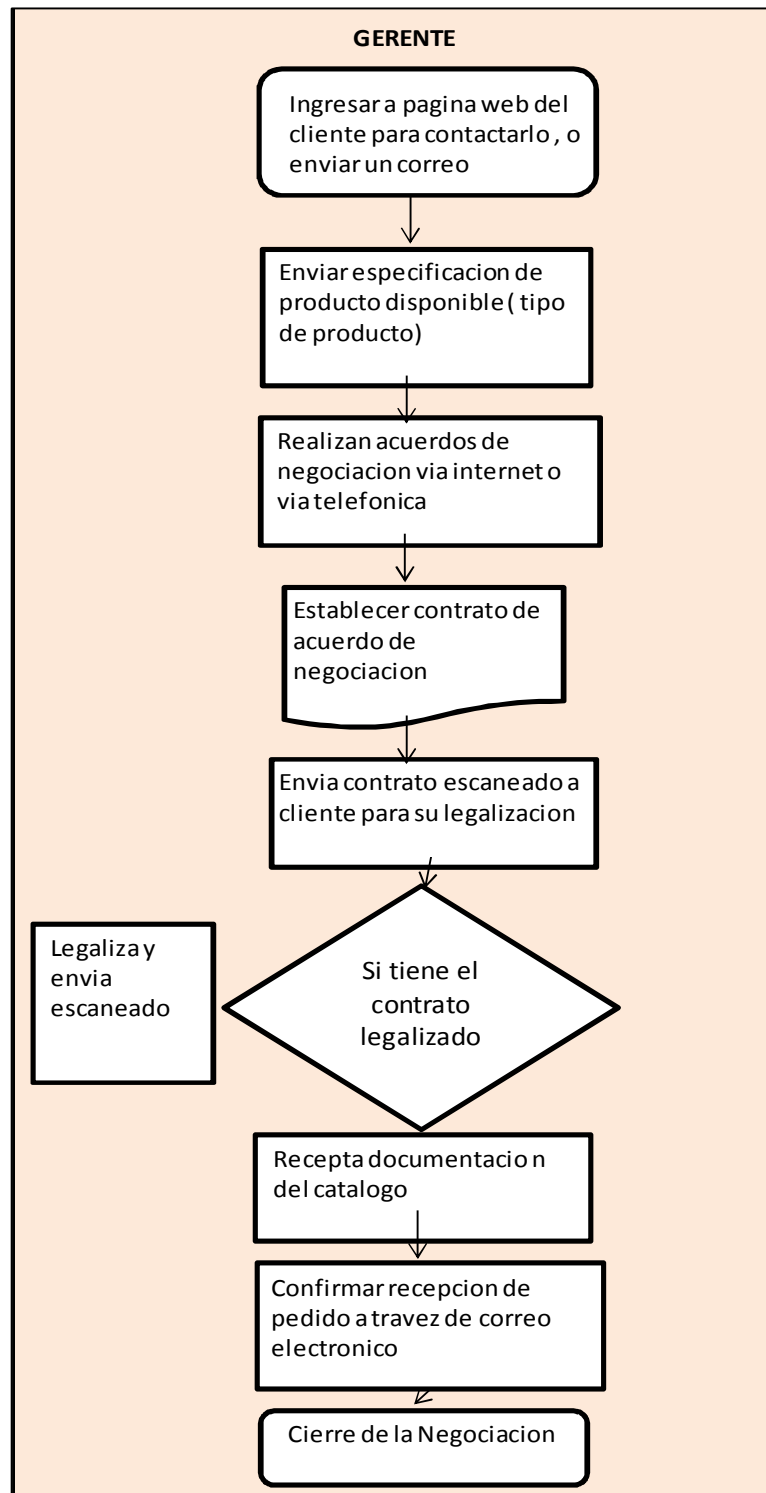 GERENTE
Ingresar a pagina web del
cliente para contactarlo , o
enviar un correo
Enviar especificacion de
producto disponible ( tipo
de producto)
Realizan acuerdos de
negociacion via internet o
via telefonica
Establecer contrato de
acuerdo de
negociacion
Envia contrato escaneado a
cliente para su legalizacion
Legaliza y
envia
escaneado
Si tiene el
contrato
legalizado
Recepta documentacio n
del catalogo
Confirmar recepcion de
pedido a travez de correo
electronico
Cierre de la Negociacion